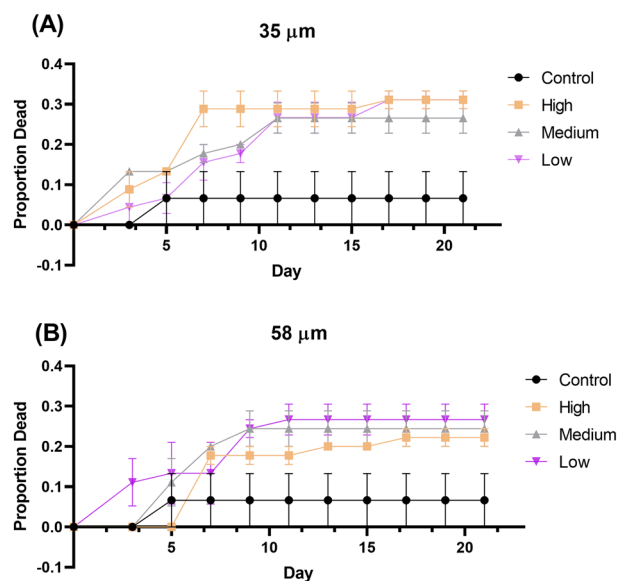 (A)
35 μm
0.4
0.3
0.2
0.1
0.0
-0.1
Proportion Dead
5
10
15
20
Day
Control
High
Medium
Low
(B)
58 μm
0.4
0.3
0.2
0.1
0.0
-0.1
Proportion Dead
5
10
15
20
Day
Control
High
Medium
Low